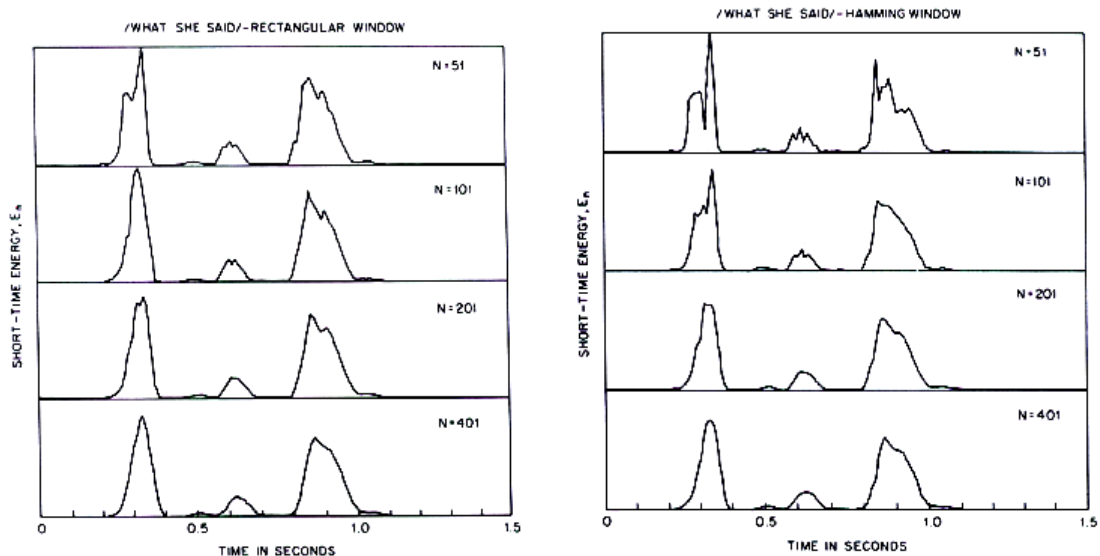 /WHAT SHE SAID/-RECTANGULAR WINDOW
N=51
N=101
N=201
N=401
SHORT-TIME ENERGY, En
0 0.5 1.0 1.5
TIME IN SECONDS
/WHAT SHE SAID/-HAMMING WINDOW
N=51
N=101
N=201
N=401
SHORT-TIME ENERGY, En
0 0.5 1.0 1.5
TIME IN SECONDS